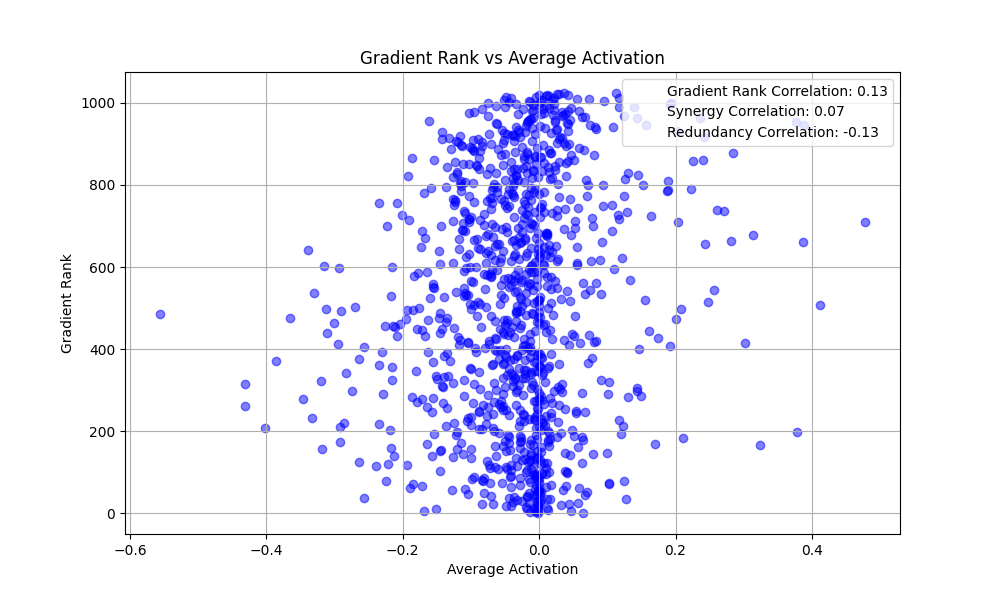 Gradient Rank vs Average Activation
Gradient Rank Correlation: 0.13
Synergy Correlation: 0.07
Redundancy Correlation: -0.13
1000
800
600
400
200
0
Gradient Rank
−0.6
−0.4
−0.2
0.0
0.2
0.4
Average Activation